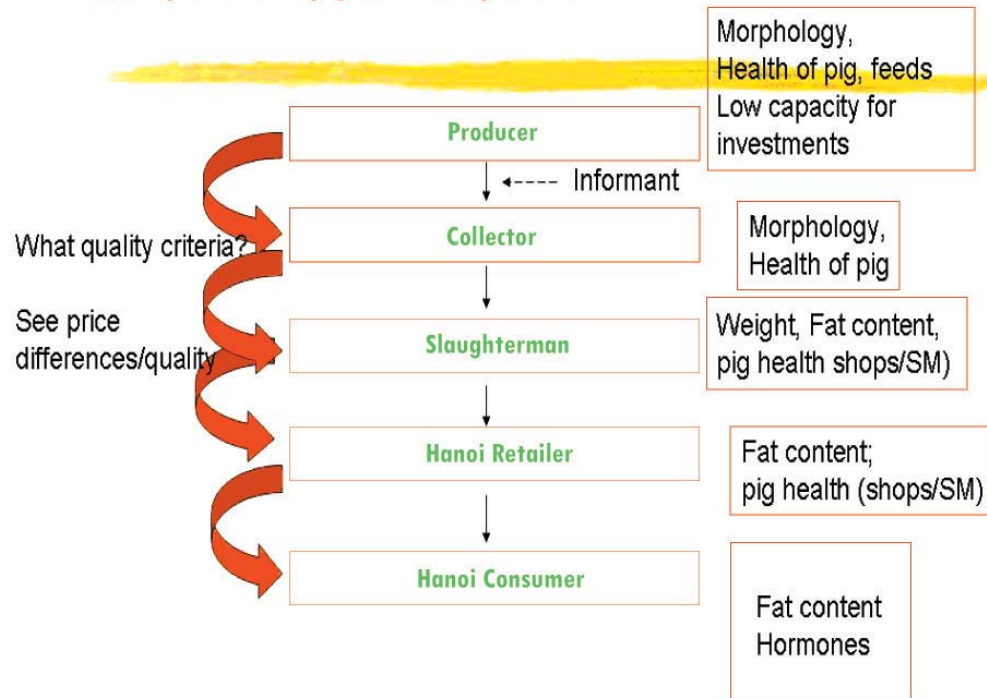 Morphology,
Health of pig, feeds
Low capacity for
investments
Producer
Informant
What quality criteria?
Collector
Morphology,
Health of pig
See price
differences/quality
Slaughterman
Weight, Fat content,
pig health shops/SM)
Hanoi Retailer
Fat content;
pig health (shops/SM)
Hanoi Consumer
Fat content
Hormones